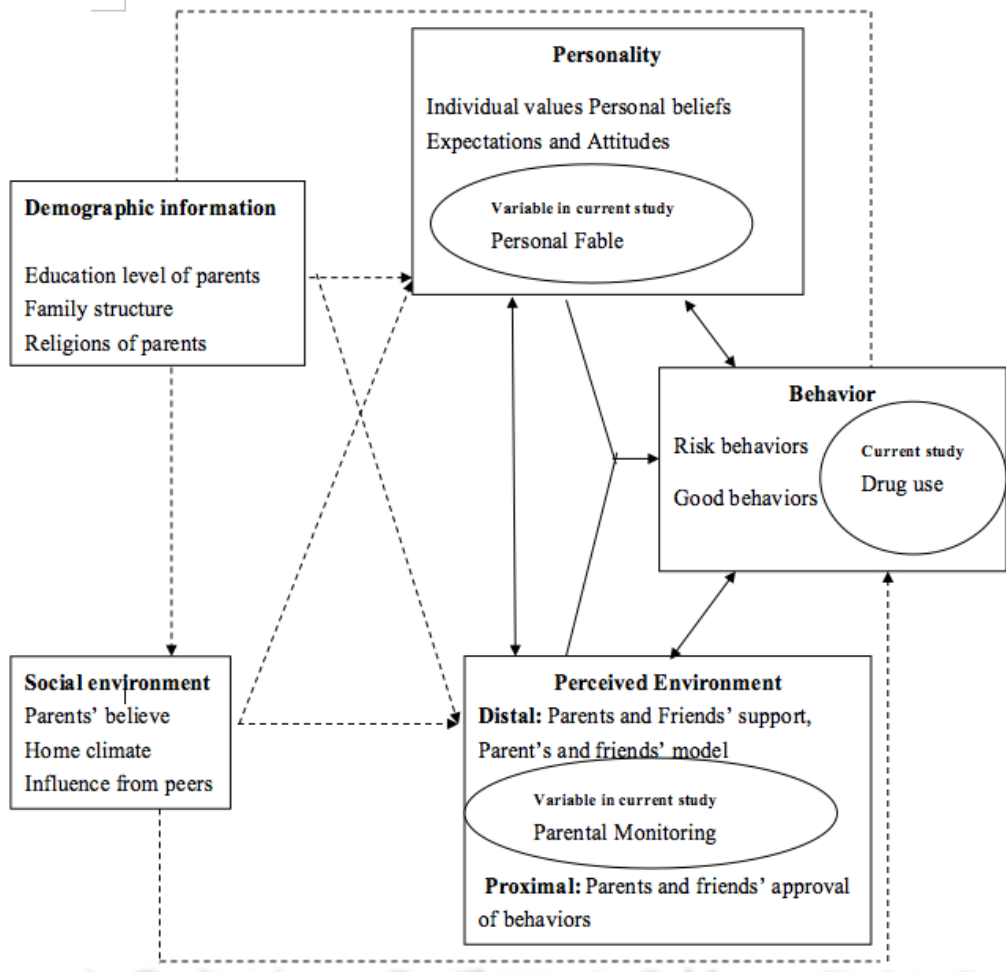 Personality
Individual values Personal beliefs
Expectations and Attitudes
Variable in current study
Personal Fable
Demographic information
Education level of parents
Family structure
Religions of parents
Behavior
Risk behaviors
Good behaviors
Current study
Drug use
Social environment
Parents’ believe
Home climate
Influence from peers
Perceived Environment
Distal: Parents and Friends’ support,
Parent’s and friends’ model
Variable in current study
Parental Monitoring
Proximal: Parents and friends’ approval
of behaviors